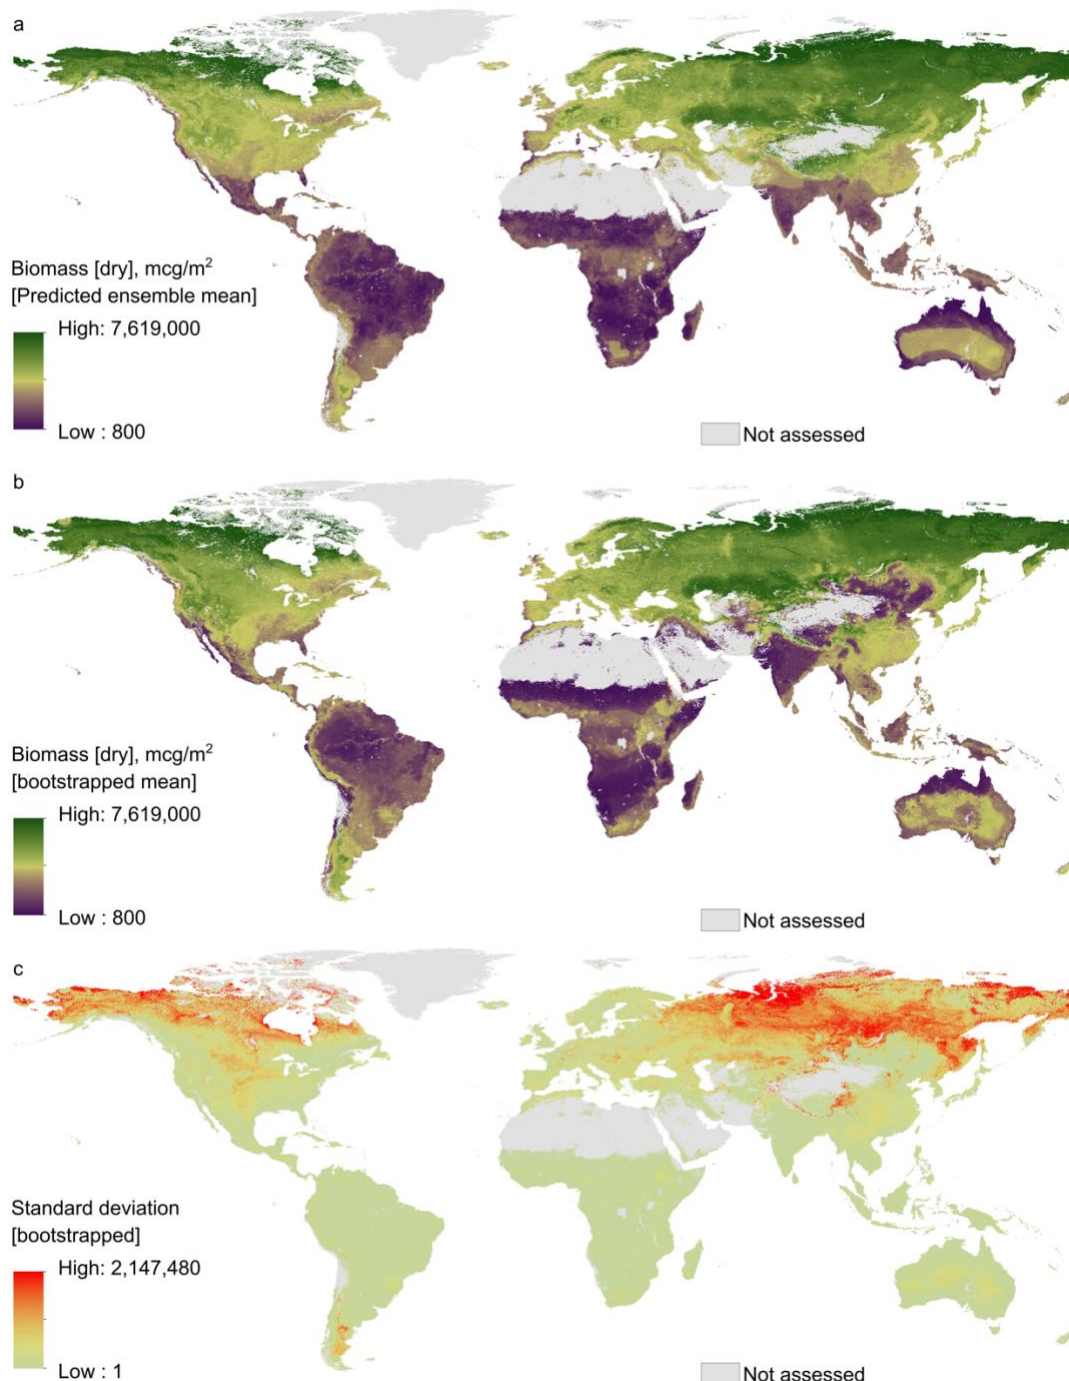 a
Biomass [dry], mcg/m²
[Predicted ensemble mean]
High: 7,619,000
Low : 800
Not assessed
b
Biomass [dry], mcg/m²
[bootstrapped mean]
High: 7,619,000
Low : 800
Not assessed
c
Standard deviation
[bootstrapped]
High: 2,147,480
Low : 1
Not assessed